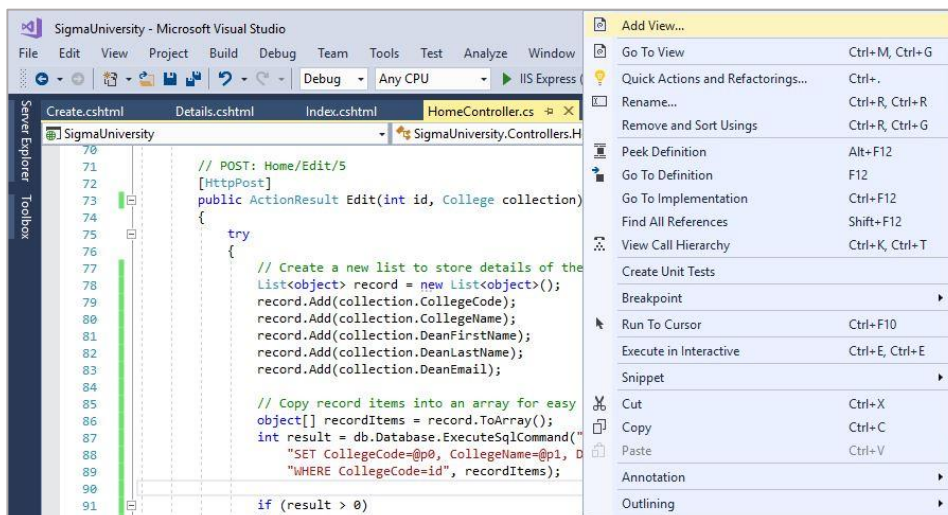 SigmaUniversity - Microsoft Visual Studio
File Edit View Project Build Debug Team Tools Test Analyze Window
Debug Any CPU IIS Express (
Server Explorer
Toolbox
Create.cshtml Details.cshtml Index.cshtml HomeController.cs
SigmaUniversity SigmaUniversity.Controllers.H
70
71 // POST: Home/Edit/5
72 [HttpPost]
73 public ActionResult Edit(int id, College collection)
74 {
75 try
76 {
77 // Create a new list to store details of the
78 List<object> record = new List<object>();
79 record.Add(collection.CollegeCode);
80 record.Add(collection.CollegeName);
81 record.Add(collection.DeanFirstName);
82 record.Add(collection.DeanLastName);
83 record.Add(collection.DeanEmail);
84
85 // Copy record items into an array for easy
86 object[] recordItems = record.ToArray();
87 int result = db.Database.ExecuteSqlCommand("
88 "SET CollegeCode=@p0, CollegeName=@p1, D
89 "WHERE CollegeCode=id", recordItems);
90
91 if (result > 0)
Add View...
Go To View Ctrl+M, Ctrl+G
Quick Actions and Refactorings... Ctrl+.
Rename... Ctrl+R, Ctrl+R
Remove and Sort Usings Ctrl+R, Ctrl+G
Peek Definition Alt+F12
Go To Definition F12
Go To Implementation Ctrl+F12
Find All References Shift+F12
View Call Hierarchy Ctrl+K, Ctrl+T
Create Unit Tests
Breakpoint
Run To Cursor Ctrl+F10
Execute in Interactive Ctrl+E, Ctrl+E
Snippet
Cut Ctrl+X
Copy Ctrl+C
Paste Ctrl+V
Annotation
Outlining